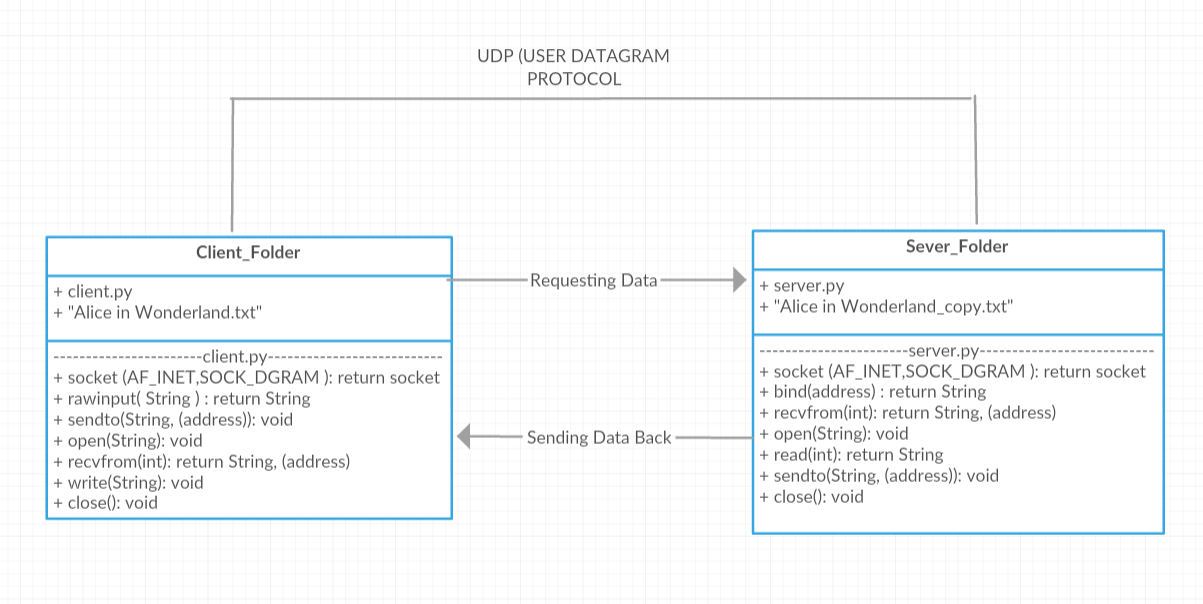 UDP (USER DATAGRAM
PROTOCOL
Client_Folder
+ client.py
+ "Alice in Wonderland.txt"
-----------------------client.py---------------------------
+ socket (AF_INET,SOCK_DGRAM ): return socket
+ rawinput( String ) : return String
+ sendto(String, (address)): void
+ open(String): void
+ recvfrom(int): return String, (address)
+ write(String): void
+ close(): void
Requesting Data
Sending Data Back
Sever_Folder
+ server.py
+ "Alice in Wonderland_copy.txt"
-----------------------server.py---------------------------
+ socket (AF_INET,SOCK_DGRAM ): return socket
+ bind(address) : return String
+ recvfrom(int): return String, (address)
+ open(String): void
+ read(int): return String
+ sendto(String, (address)): void
+ close(): void